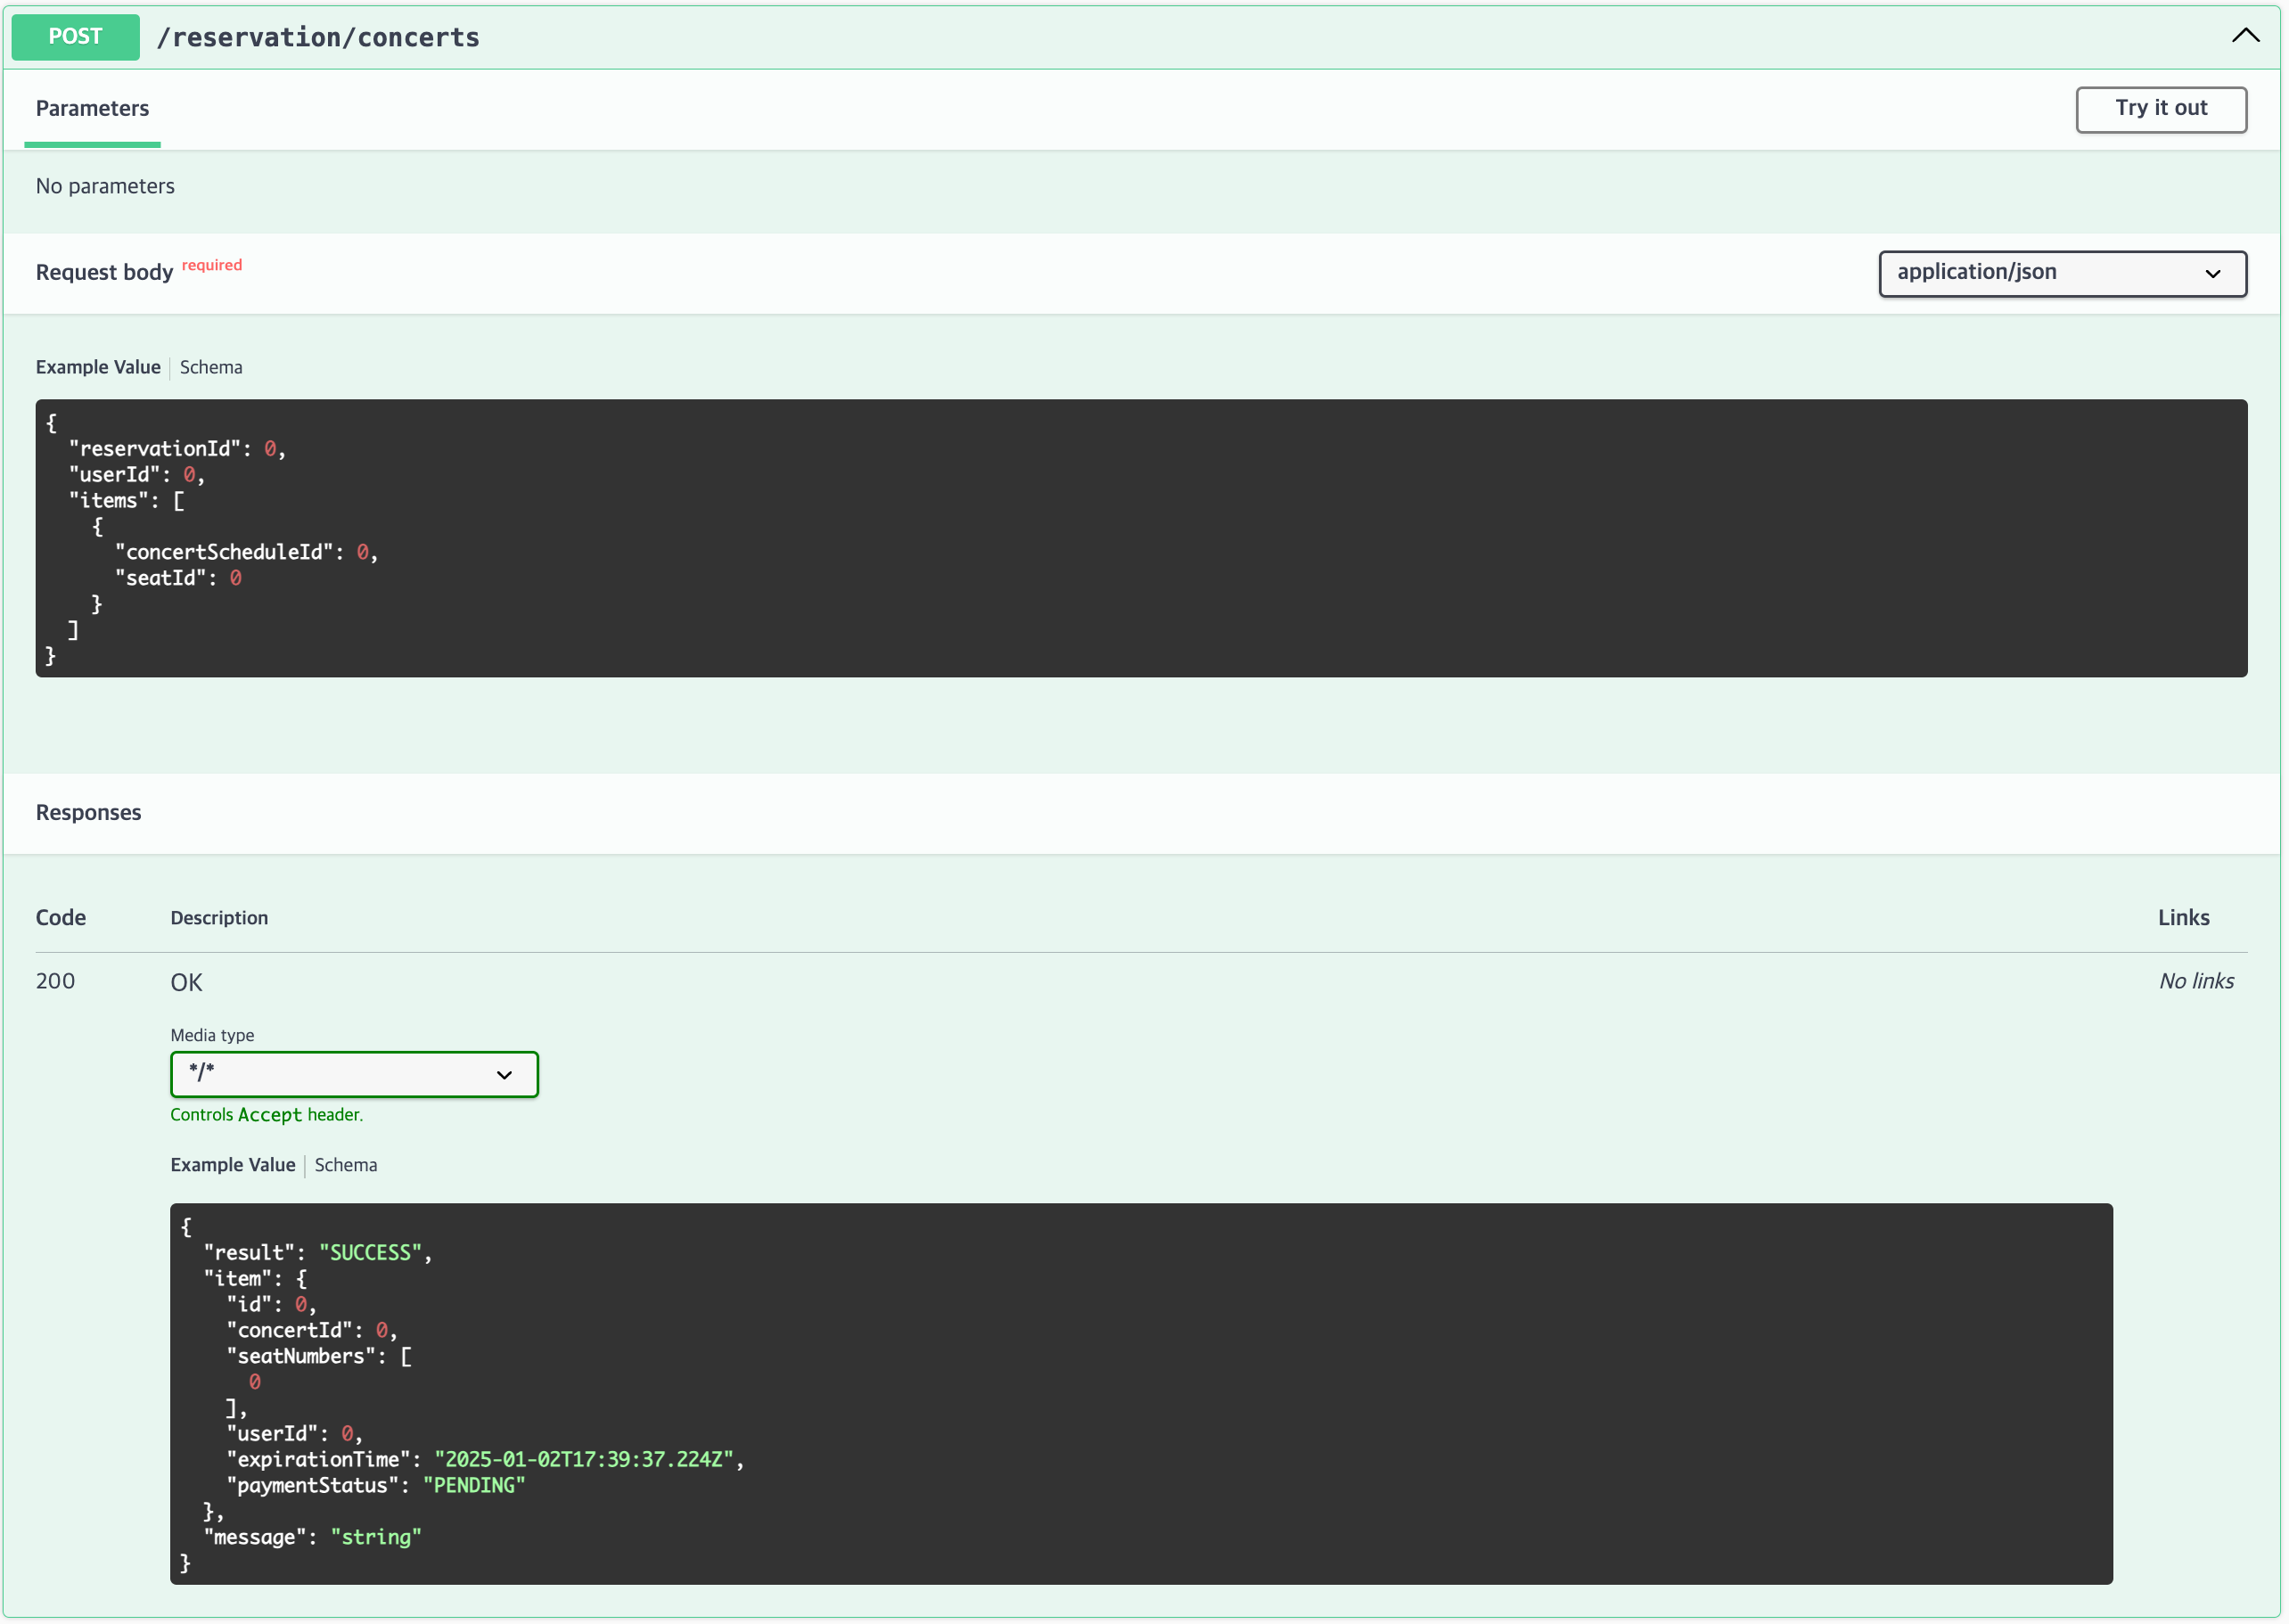 POST /reservation/concerts
Parameters
Try it out
No parameters
Request body required
application/json
Example Value Schema
{
  "reservationId": 0,
  "userId": 0,
  "items": [
    {
      "concertScheduleId": 0,
      "seatId": 0
    }
  ]
}
Responses
Code Description Links
200 OK No links
Media type
*/*
Controls Accept header.
Example Value Schema
{
  "result": "SUCCESS",
  "item": {
    "id": 0,
    "concertId": 0,
    "seatNumbers": [
      0
    ],
    "userId": 0,
    "expirationTime": "2025-01-02T17:39:37.224Z",
    "paymentStatus": "PENDING"
  },
  "message": "string"
}